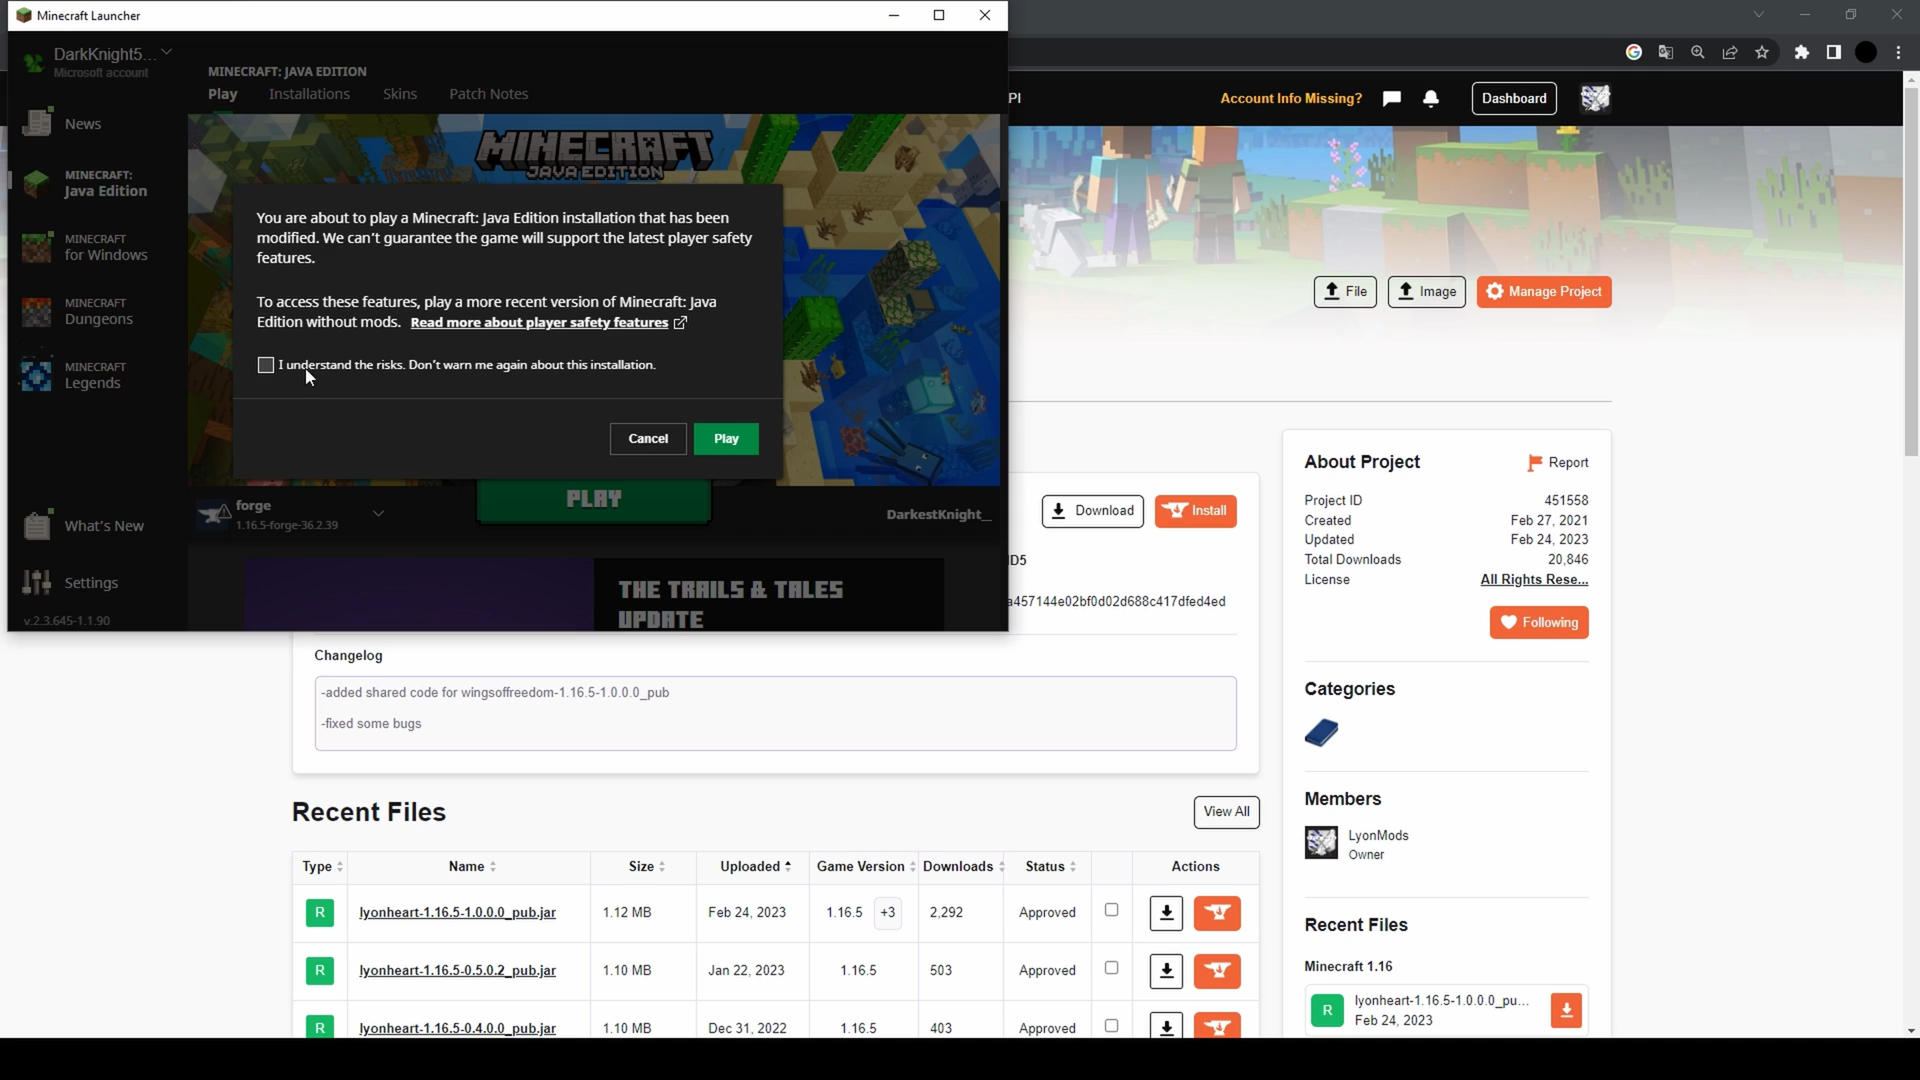 Minecraft Launcher
DarkKnight5...
Microsoft account
News
MINECRAFT:
Java Edition
MINECRAFT
for Windows
MINECRAFT
Dungeons
MINECRAFT
Legends
What's New
Settings
v.2.3.645-1.1.90
MINECRAFT: JAVA EDITION
Play Installations Skins Patch Notes
MINECRAFT
JAVA EDITION
You are about to play a Minecraft: Java Edition installation that has been
modified. We can't guarantee the game will support the latest player safety
features.
To access these features, play a more recent version of Minecraft: Java
Edition without mods. Read more about player safety features
I understand the risks. Don't warn me again about this installation.
Cancel Play
forge
1.16.5-forge-36.2.39
PLAY
DarkestKnight_
THE TRAILS & TALES
UPDATE
PI
Account Info Missing?
Dashboard
File Image Manage Project
Download Install
ID5
a457144e02bf0d02d688c417dfed4ed
Changelog
-added shared code for wingsoffreedom-1.16.5-1.0.0.0_pub
-fixed some bugs
Recent Files
View All
Type Name Size Uploaded Game Version Downloads Status Actions
R lyonheart-1.16.5-1.0.0.0_pub.jar 1.12 MB Feb 24, 2023 1.16.5 +3 2,292 Approved
R lyonheart-1.16.5-0.5.0.2_pub.jar 1.10 MB Jan 22, 2023 1.16.5 503 Approved
R lyonheart-1.16.5-0.4.0.0_pub.jar 1.10 MB Dec 31, 2022 1.16.5 403 Approved
About Project Report
Project ID 451558
Created Feb 27, 2021
Updated Feb 24, 2023
Total Downloads 20,846
License All Rights Rese...
Following
Categories
Members
LyonMods
Owner
Recent Files
Minecraft 1.16
R lyonheart-1.16.5-1.0.0.0_pu...
Feb 24, 2023